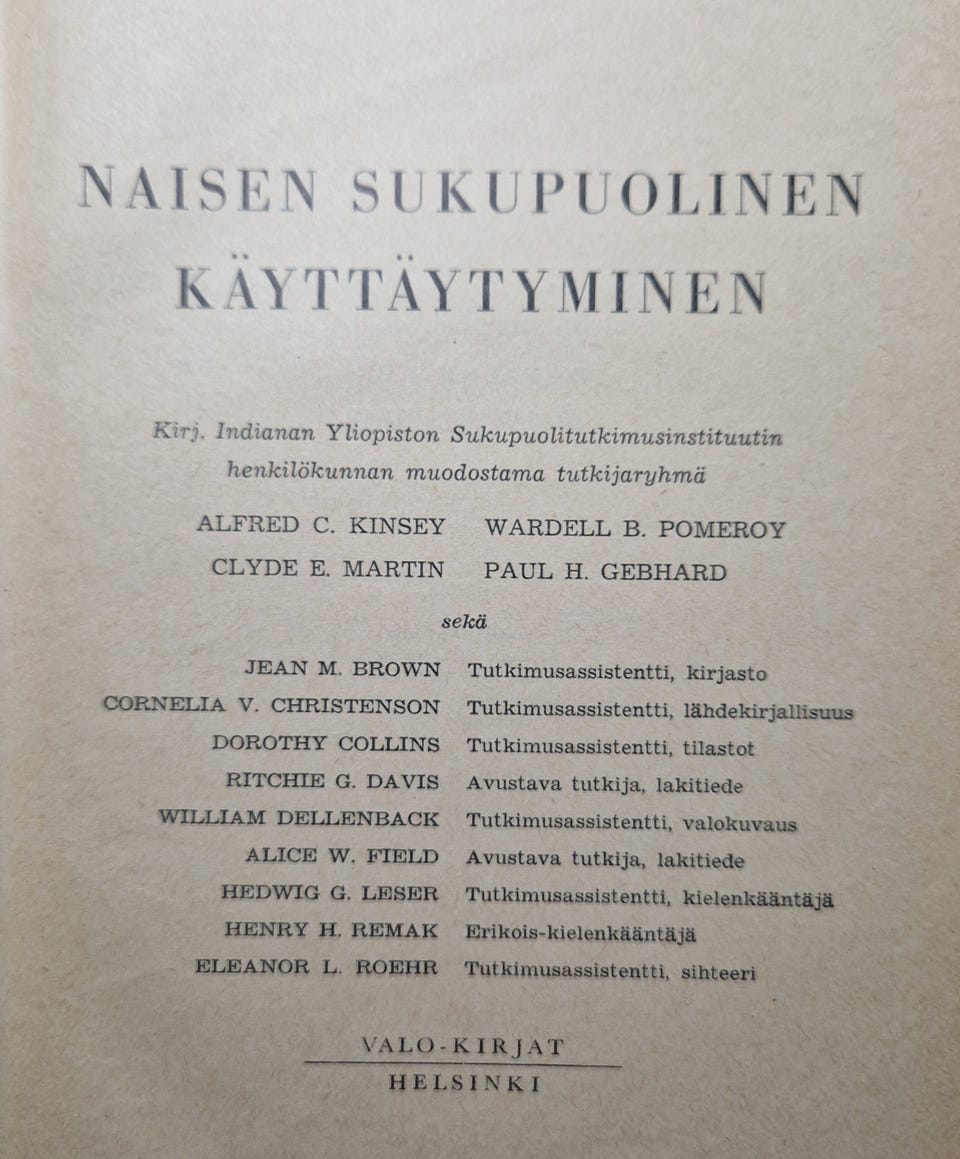 NAISEN SUKUPUOLINEN
KÄYTTÄYTYMINEN
Kirj. Indianan Yliopiston Sukupuolitutkimusinstituutin
henkilökunnan muodostama tutkijaryhmä
ALFRED C. KINSEY WARDELL B. POMEROY
CLYDE E. MARTIN PAUL H. GEBHARD
sekä
JEAN M. BROWN Tutkimusassistentti, kirjasto
CORNELIA V. CHRISTENSON Tutkimusassistentti, lähdekirjallisuus
DOROTHY COLLINS Tutkimusassistentti, tilastot
RITCHIE G. DAVIS Avustava tutkija, lakitiede
WILLIAM DELLENBACK Tutkimusassistentti, valokuvaus
ALICE W. FIELD Avustava tutkija, lakitiede
HEDWIG G. LESER Tutkimusassistentti, kielenkääntäjä
HENRY H. REMAK Erikois-kielenkääntäjä
ELEANOR L. ROEHR Tutkimusassistentti, sihteeri
VALO-KIRJAT
HELSINKI